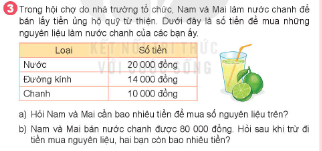 3 Trong hội chợ do nhà trường tổ chức, Nam và Mai làm nước chanh để
bán lấy tiền ủng hộ quỹ từ thiện. Dưới đây là số tiền để mua những
nguyên liệu làm nước chanh của các bạn ấy.
Loại Số tiền
Nước 20 000 đồng
Đường kính 14 000 đồng
Chanh 10 000 đồng
a) Hỏi Nam và Mai cần bao nhiêu tiền để mua số nguyên liệu trên?
b) Nam và Mai bán nước chanh được 80 000 đồng. Hỏi sau khi trừ đi
tiền mua nguyên liệu, hai bạn còn bao nhiêu tiền?